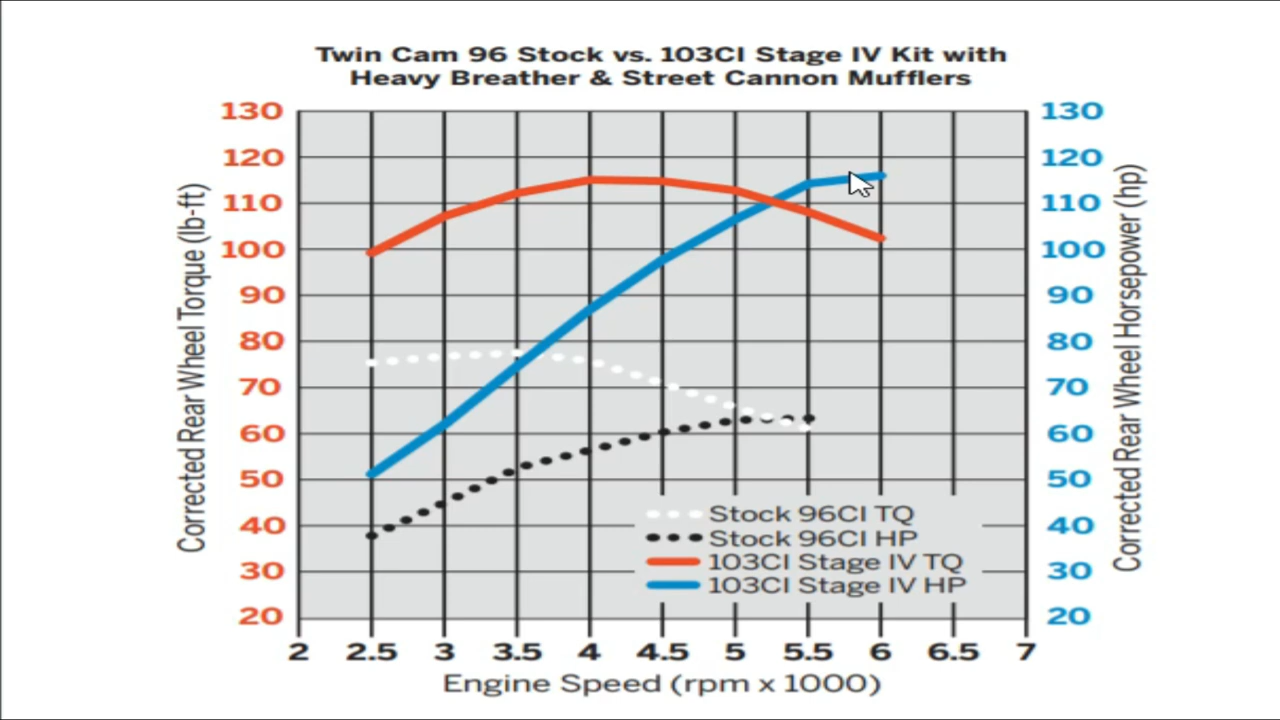 Twin Cam 96 Stock vs. 103CI Stage IV Kit with
Heavy Breather & Street Cannon Mufflers
Corrected Rear Wheel Torque (lb-ft)
130
120
110
100
90
80
70
60
50
40
30
20
130
120
110
100
90
80
70
60
50
40
30
20
Corrected Rear Wheel Horsepower (hp)
Stock 96CI TQ
Stock 96CI HP
103CI Stage IV TQ
103CI Stage IV HP
2 2.5 3 3.5 4 4.5 5 5.5 6 6.5 7
Engine Speed (rpm x 1000)